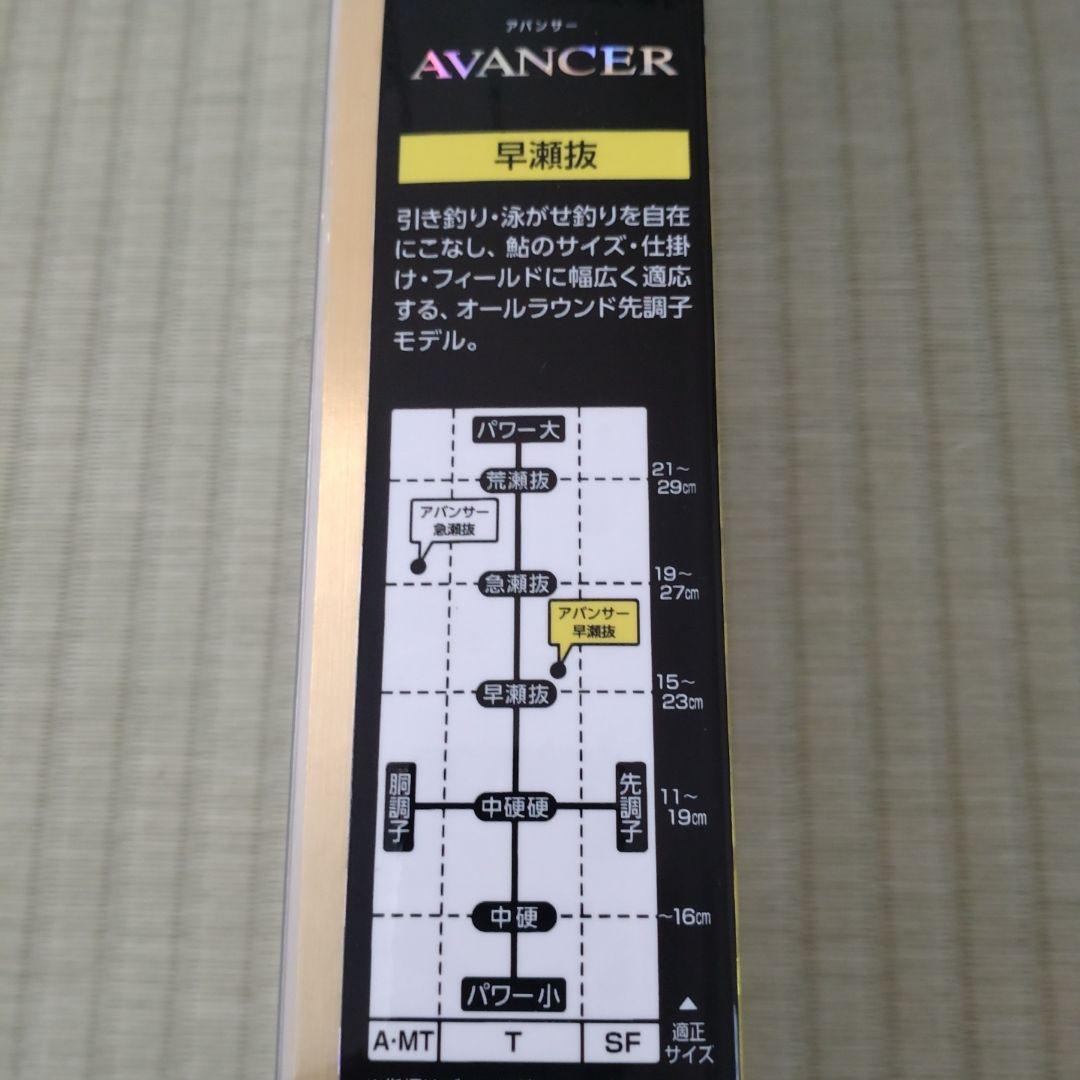 アバンサー
AVANCER
早瀬抜
引き釣り・泳がせ釣りを自在
にこなし、鮎のサイズ・仕掛
け・フィールドに幅広く適応
する、オールラウンド先調子
モデル。
パワー大
荒瀬抜
21〜
29cm
アバンサー
急瀬抜
急瀬抜
19〜
27cm
アバンサー
早瀬抜
早瀬抜
15〜
23cm
胴調子
中硬硬
先調子
11〜
19cm
中硬
〜16cm
パワー小
A・MT
T
SF
▲
適正
サイズ